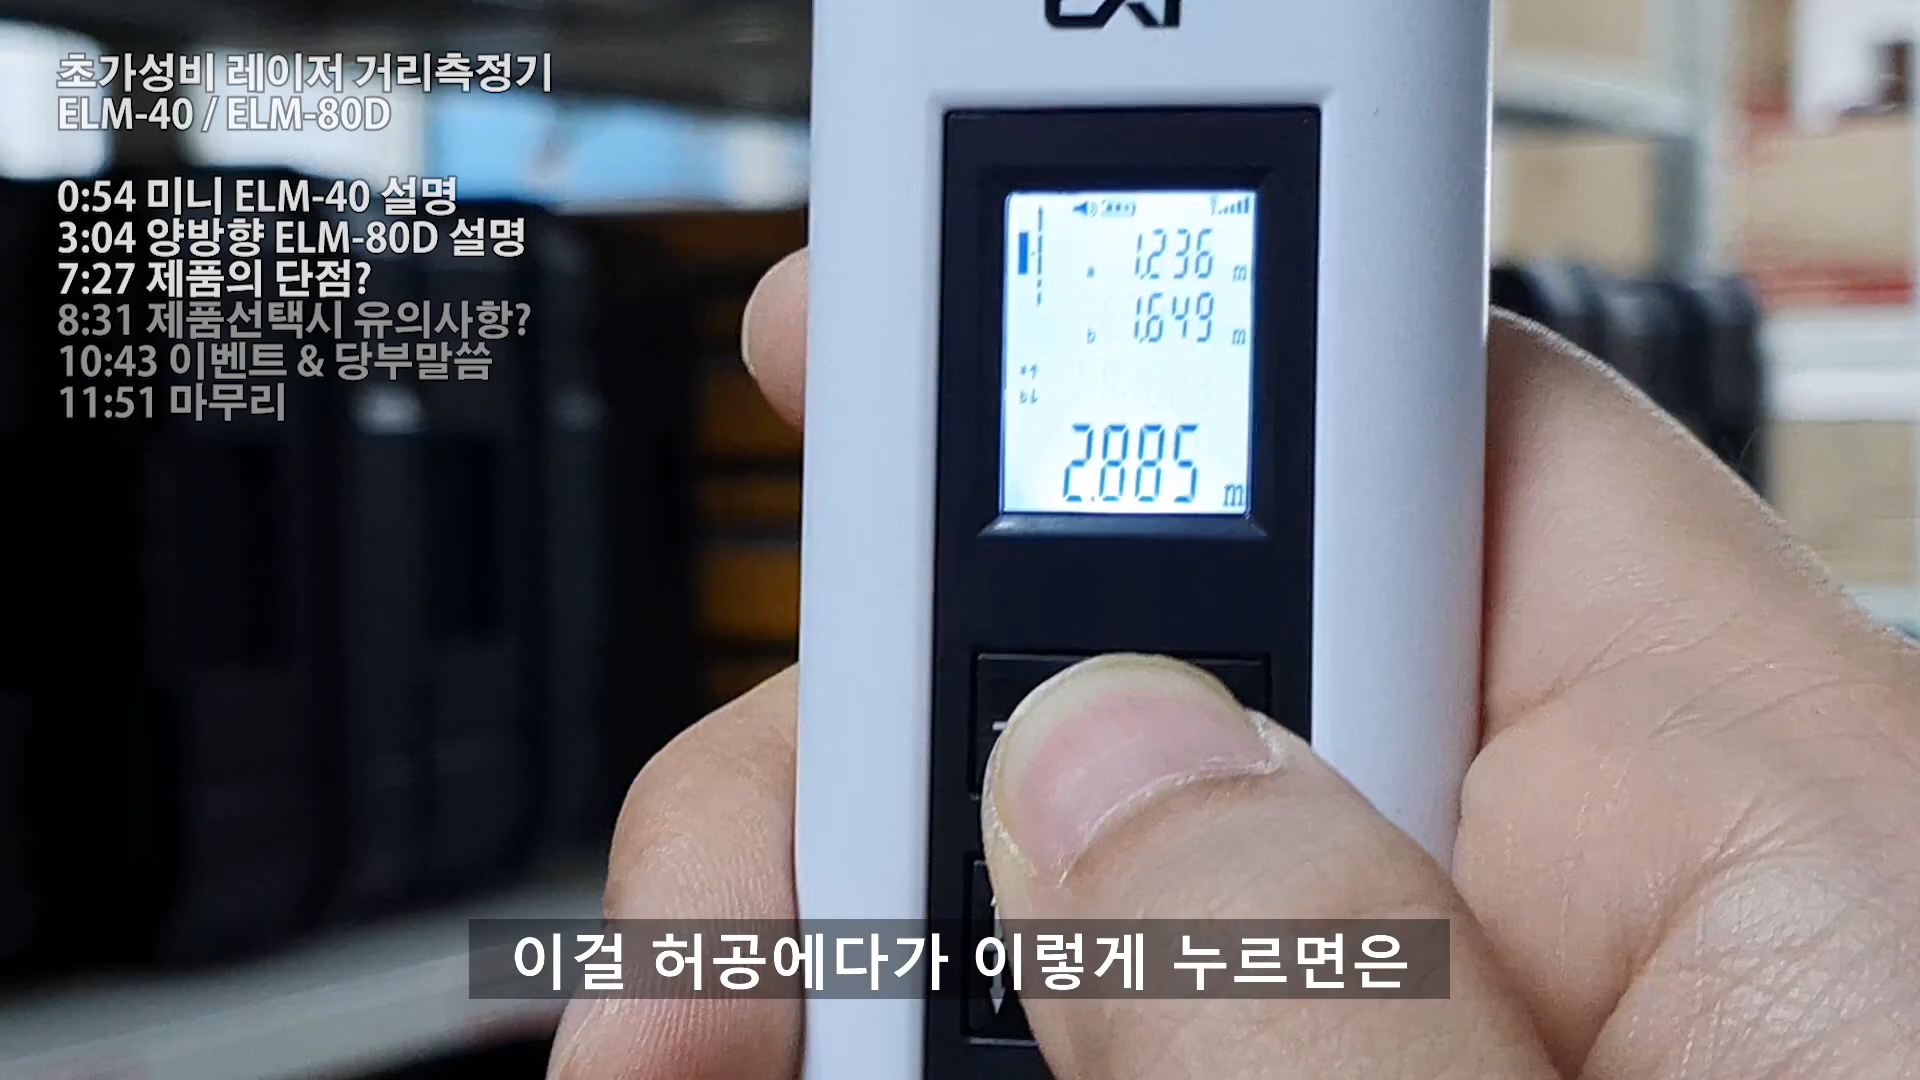 초가성비 레이저 거리측정기
ELM-40 / ELM-80D
0:54 미니 ELM-40 설명
3:04 양방향 ELM-80D 설명
7:27 제품의 단점?
8:31 제품선택시 유의사항?
10:43 이벤트 & 당부말씀
11:51 마무리
a 1.236 m
b 1.649 m
a↑
b↓
2.885 m
이걸 허공에다가 이렇게 누르면은